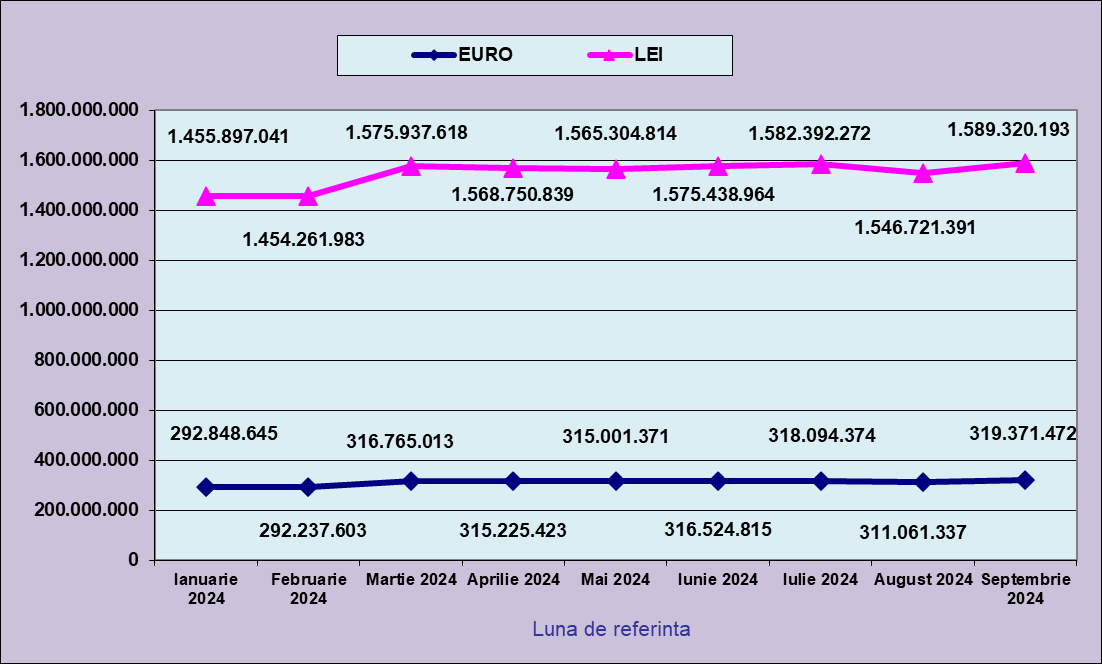 EURO LEI
1.800.000.000
1.600.000.000
1.400.000.000
1.200.000.000
1.000.000.000
800.000.000
600.000.000
400.000.000
200.000.000
0
1.455.897.041
1.454.261.983
1.575.937.618
1.568.750.839
1.565.304.814
1.575.438.964
1.582.392.272
1.546.721.391
1.589.320.193
292.848.645
292.237.603
316.765.013
315.225.423
315.001.371
316.524.815
318.094.374
311.061.337
319.371.472
Ianuarie
2024
Februarie
2024
Martie 2024
Aprilie 2024
Mai 2024
Iunie 2024
Iulie 2024
August 2024
Septembrie
2024
Luna de referinta